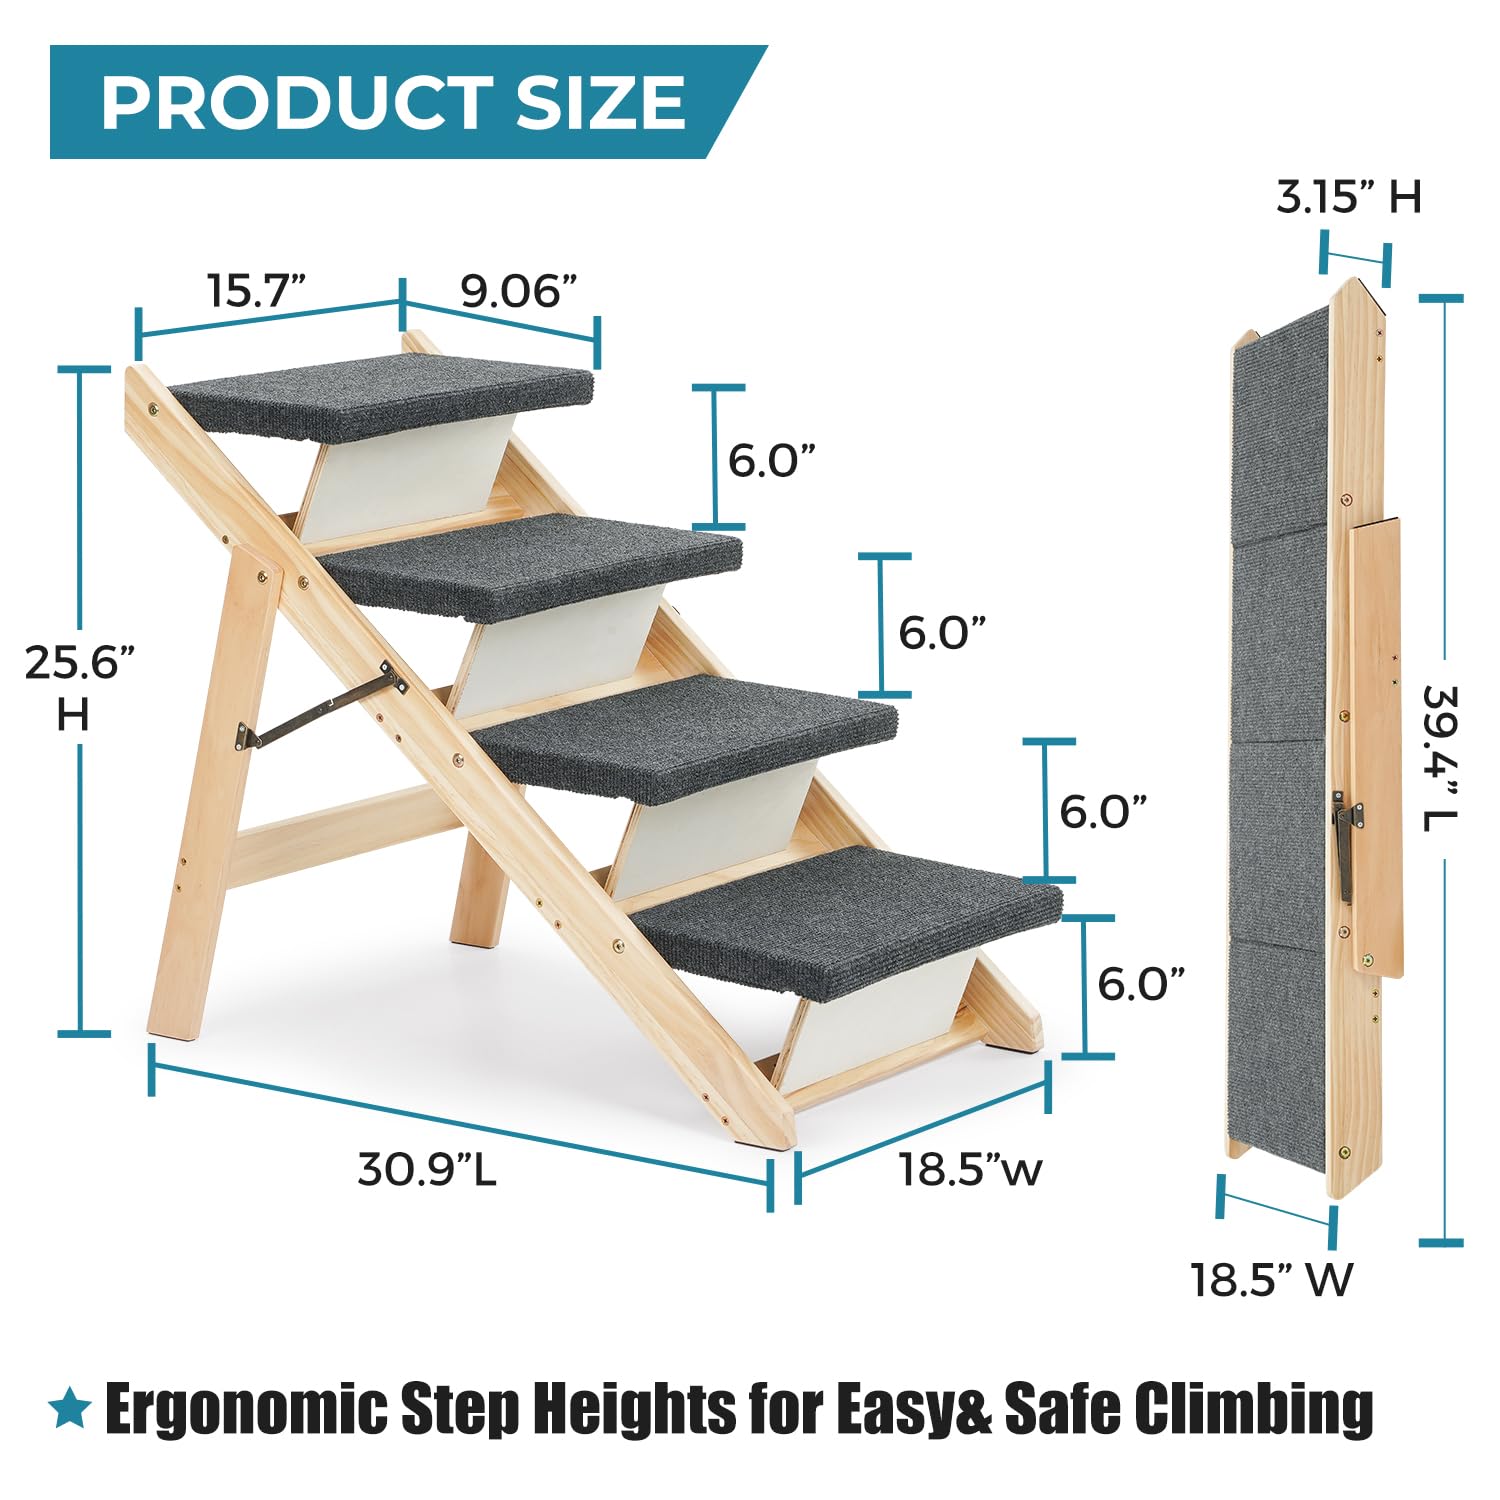 PRODUCT SIZE
3.15” H
15.7”
9.06”
6.0”
6.0”
25.6”
H
39.4” L
6.0”
6.0”
30.9”L
18.5”w
18.5” W
Ergonomic Step Heights for Easy& Safe Climbing